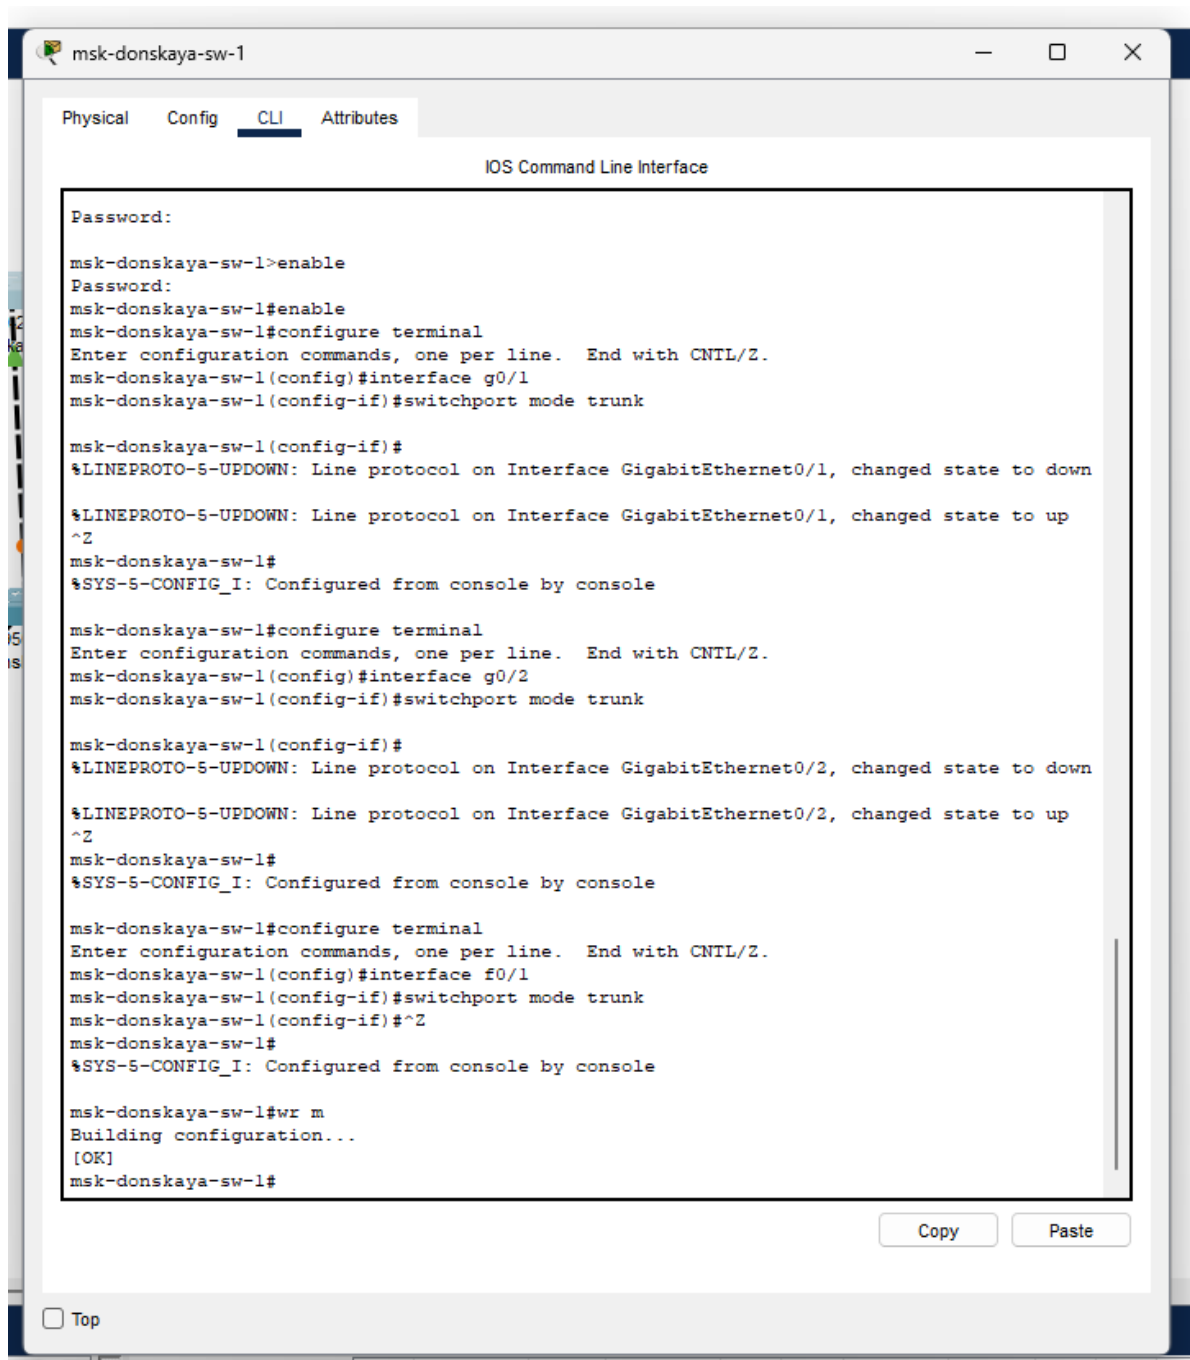 msk-donskaya-sw-1
Physical Config CLI Attributes
IOS Command Line Interface
Password:
msk-donskaya-sw-1>enable
Password:
msk-donskaya-sw-1#enable
msk-donskaya-sw-1#configure terminal
Enter configuration commands, one per line.  End with CNTL/Z.
msk-donskaya-sw-1(config)#interface g0/1
msk-donskaya-sw-1(config-if)#switchport mode trunk
msk-donskaya-sw-1(config-if)#
%LINEPROTO-5-UPDOWN: Line protocol on Interface GigabitEthernet0/1, changed state to down
%LINEPROTO-5-UPDOWN: Line protocol on Interface GigabitEthernet0/1, changed state to up
^Z
msk-donskaya-sw-1#
%SYS-5-CONFIG_I: Configured from console by console
msk-donskaya-sw-1#configure terminal
Enter configuration commands, one per line.  End with CNTL/Z.
msk-donskaya-sw-1(config)#interface g0/2
msk-donskaya-sw-1(config-if)#switchport mode trunk
msk-donskaya-sw-1(config-if)#
%LINEPROTO-5-UPDOWN: Line protocol on Interface GigabitEthernet0/2, changed state to down
%LINEPROTO-5-UPDOWN: Line protocol on Interface GigabitEthernet0/2, changed state to up
^Z
msk-donskaya-sw-1#
%SYS-5-CONFIG_I: Configured from console by console
msk-donskaya-sw-1#configure terminal
Enter configuration commands, one per line.  End with CNTL/Z.
msk-donskaya-sw-1(config)#interface f0/1
msk-donskaya-sw-1(config-if)#switchport mode trunk
msk-donskaya-sw-1(config-if)#^Z
msk-donskaya-sw-1#
%SYS-5-CONFIG_I: Configured from console by console
msk-donskaya-sw-1#wr m
Building configuration...
[OK]
msk-donskaya-sw-1#
Copy Paste
Top